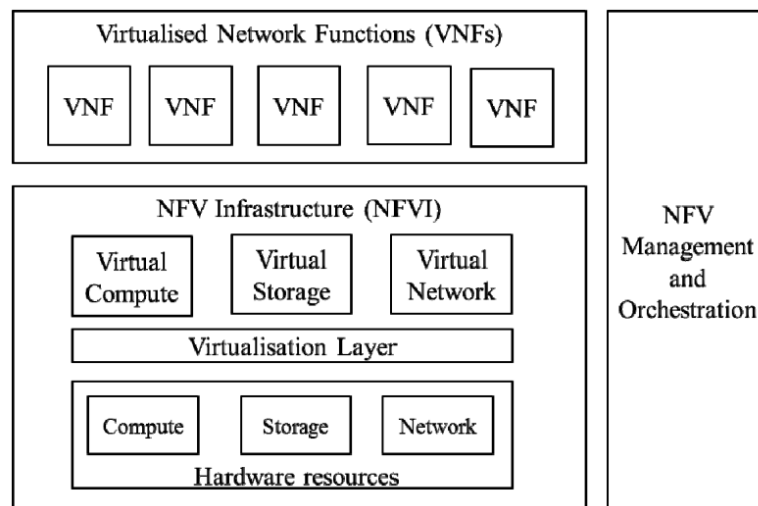 Virtualised Network Functions (VNFs)
VNF VNF VNF VNF VNF
NFV Infrastructure (NFVI)
Virtual Compute
Virtual Storage
Virtual Network
Virtualisation Layer
Compute Storage Network
Hardware resources
NFV
Management
and
Orchestration